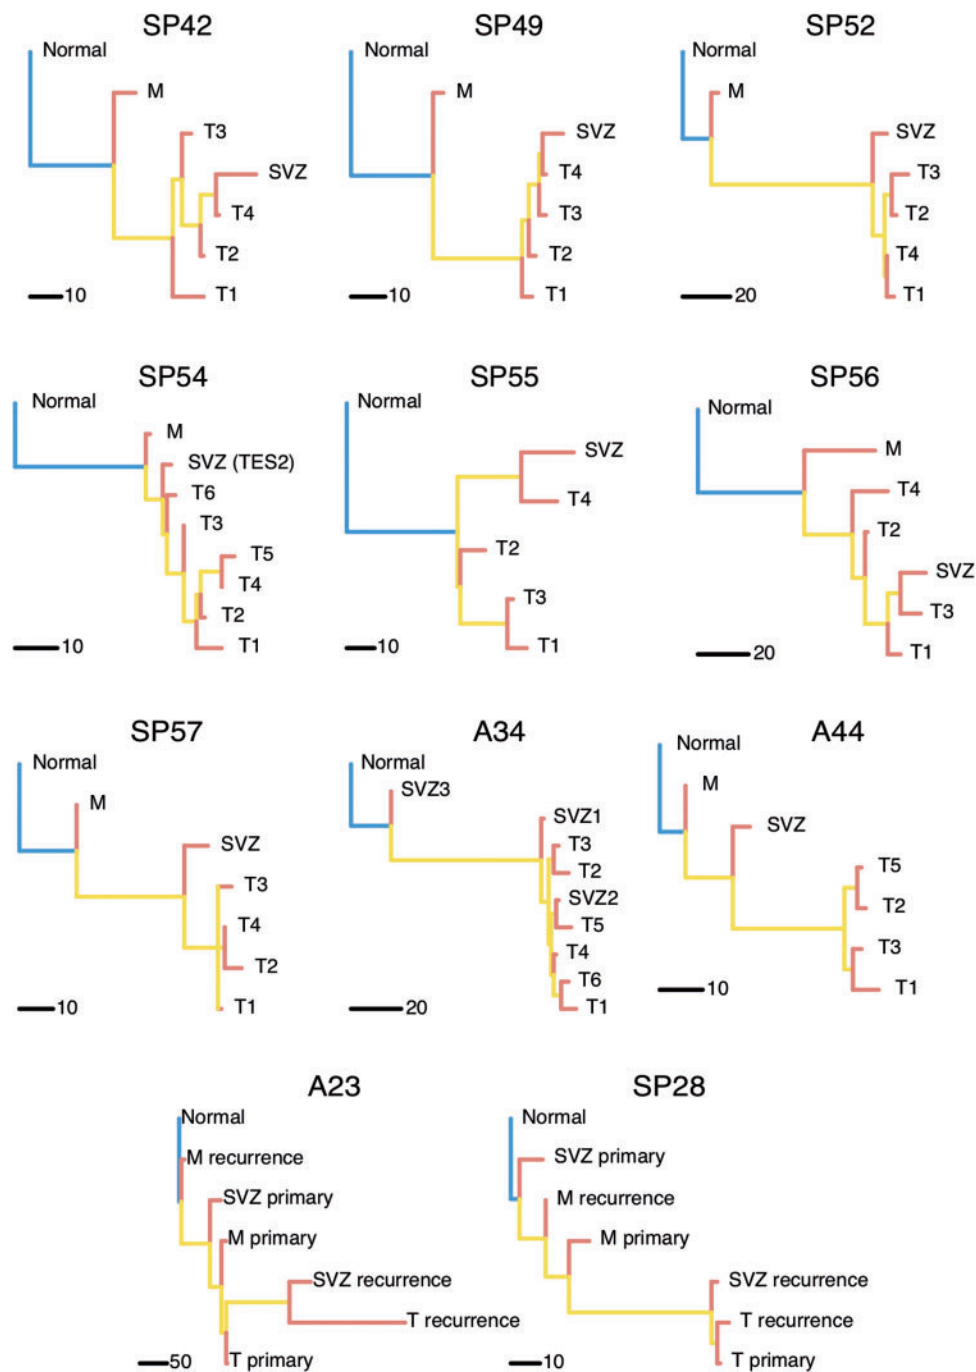 SP42
Normal
M
T3
SVZ
T4
T2
T1
10
SP49
Normal
M
SVZ
T4
T3
T2
T1
10
SP52
Normal
M
SVZ
T3
T2
T4
T1
20
SP54
Normal
M
SVZ (TES2)
T6
T3
T5
T4
T2
T1
10
SP55
Normal
SVZ
T4
T2
T3
T1
10
SP56
Normal
M
T4
T2
SVZ
T3
T1
20
SP57
Normal
M
SVZ
T3
T4
T2
T1
10
A34
Normal
SVZ3
SVZ1
T3
T2
SVZ2
T5
T4
T6
T1
20
A44
Normal
M
SVZ
T5
T2
T3
T1
10
A23
Normal
M recurrence
SVZ primary
M primary
SVZ recurrence
T recurrence
T primary
50
SP28
Normal
SVZ primary
M recurrence
M primary
SVZ recurrence
T recurrence
T primary
10